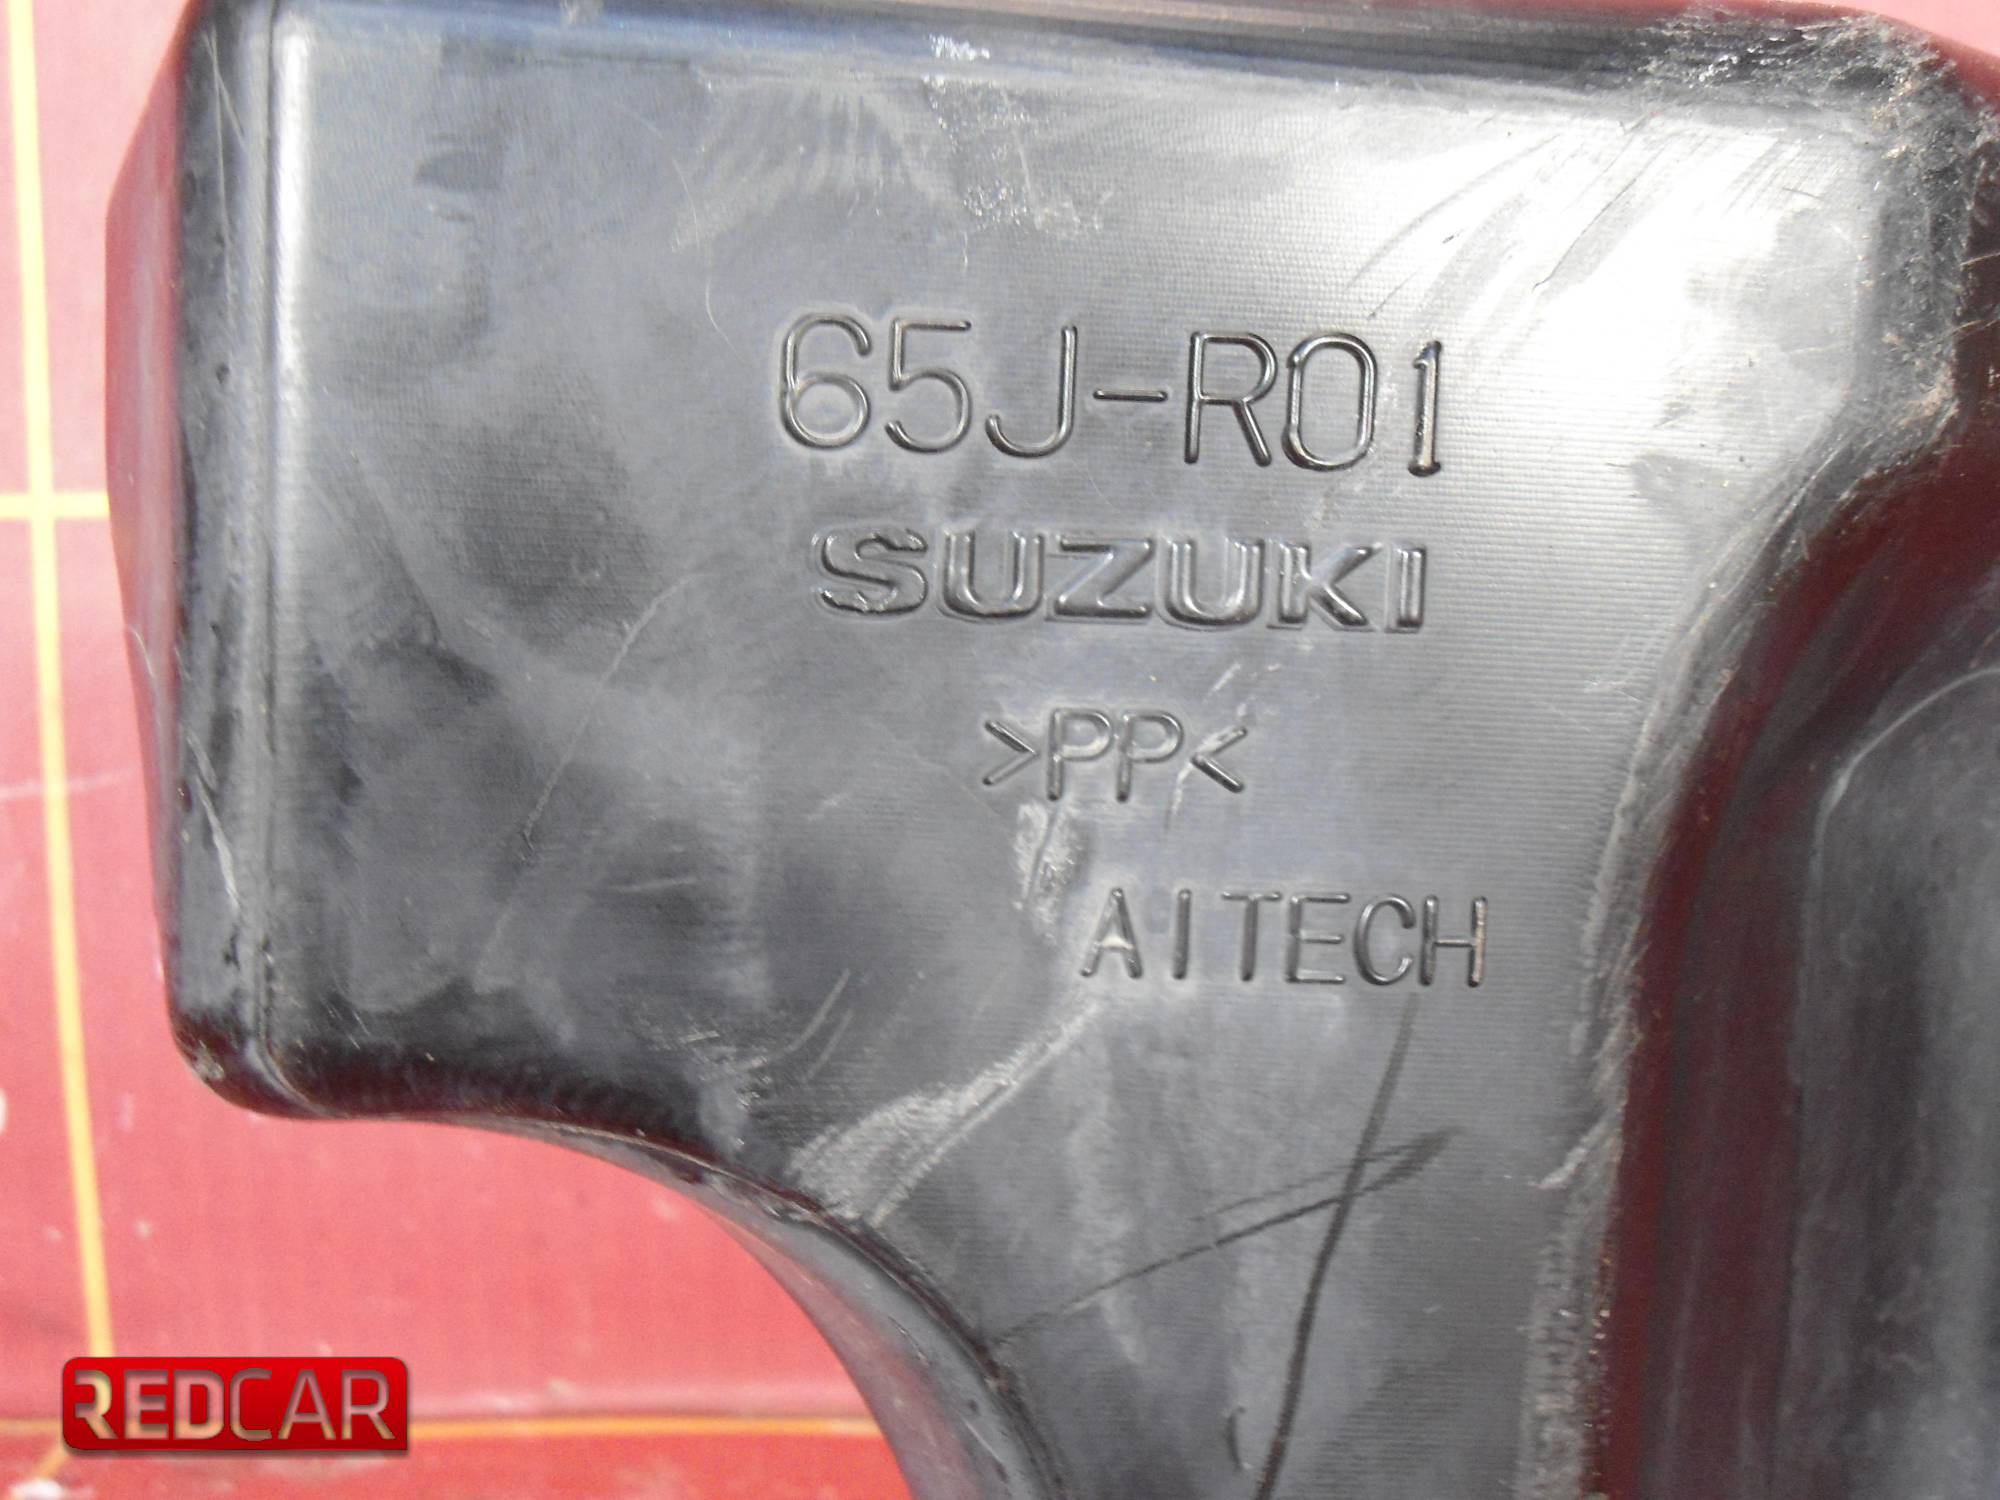 65J-R01
SUZUKI
>PP<
AITECH
REDCAR